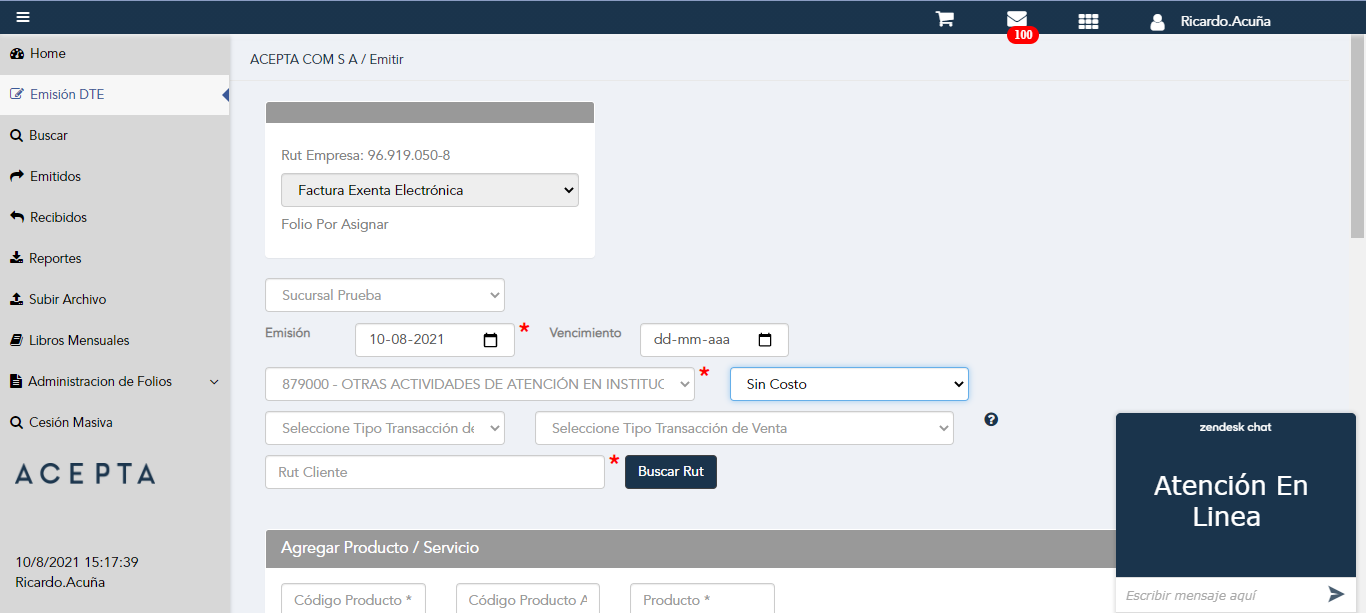 100
Ricardo.Acuña
Home
Emisión DTE
Buscar
Emitidos
Recibidos
Reportes
Subir Archivo
Libros Mensuales
Administracion de Folios
Cesión Masiva
ACEPTA
10/8/2021 15:17:39
Ricardo.Acuña
ACEPTA COM S A / Emitir
Rut Empresa: 96.919.050-8
Factura Exenta Electrónica
Folio Por Asignar
Sucursal Prueba
Emisión 10-08-2021 * Vencimiento dd-mm-aaa
879000 - OTRAS ACTIVIDADES DE ATENCIÓN EN INSTITUC * Sin Costo
Seleccione Tipo Transacción de Seleccione Tipo Transacción de Venta ?
Rut Cliente * Buscar Rut
Agregar Producto / Servicio
Código Producto * Código Producto A Producto *
zendesk chat
Atención En
Linea
Escribir mensaje aquí